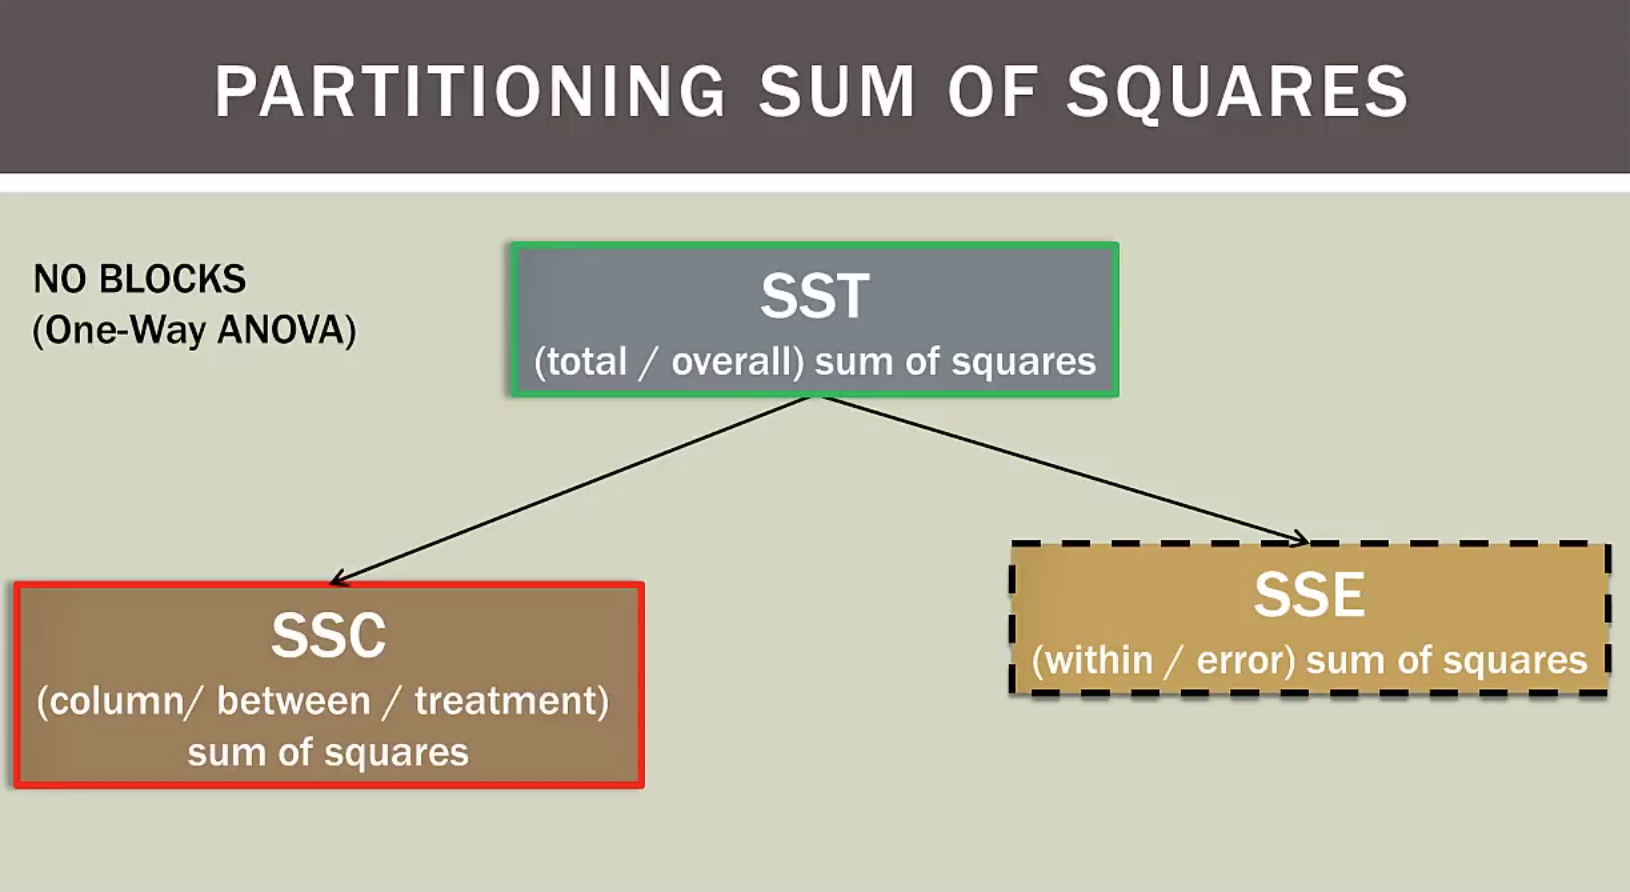 PARTITIONING SUM OF SQUARES
NO BLOCKS
(One-Way ANOVA)
SST
(total / overall) sum of squares
SSC
(column/ between / treatment)
sum of squares
SSE
(within / error) sum of squares